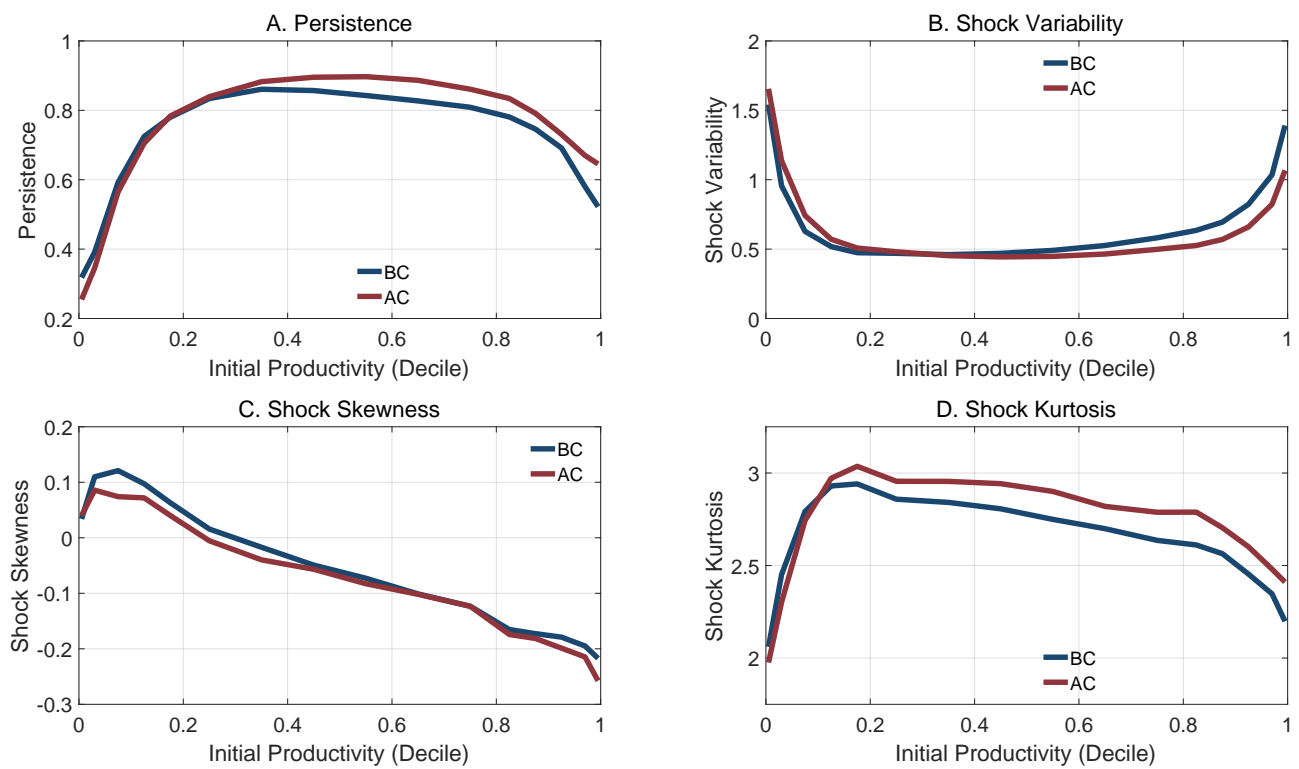 A. Persistence
1
0.8
0.6
0.4
0.2
Persistence
BC
AC
0 0.2 0.4 0.6 0.8 1
Initial Productivity (Decile)
B. Shock Variability
2
1.5
1
0.5
0
Shock Variability
BC
AC
0 0.2 0.4 0.6 0.8 1
Initial Productivity (Decile)
C. Shock Skewness
0.2
0.1
0
-0.1
-0.2
-0.3
Shock Skewness
BC
AC
0 0.2 0.4 0.6 0.8 1
Initial Productivity (Decile)
D. Shock Kurtosis
3
2.5
2
Shock Kurtosis
BC
AC
0 0.2 0.4 0.6 0.8 1
Initial Productivity (Decile)